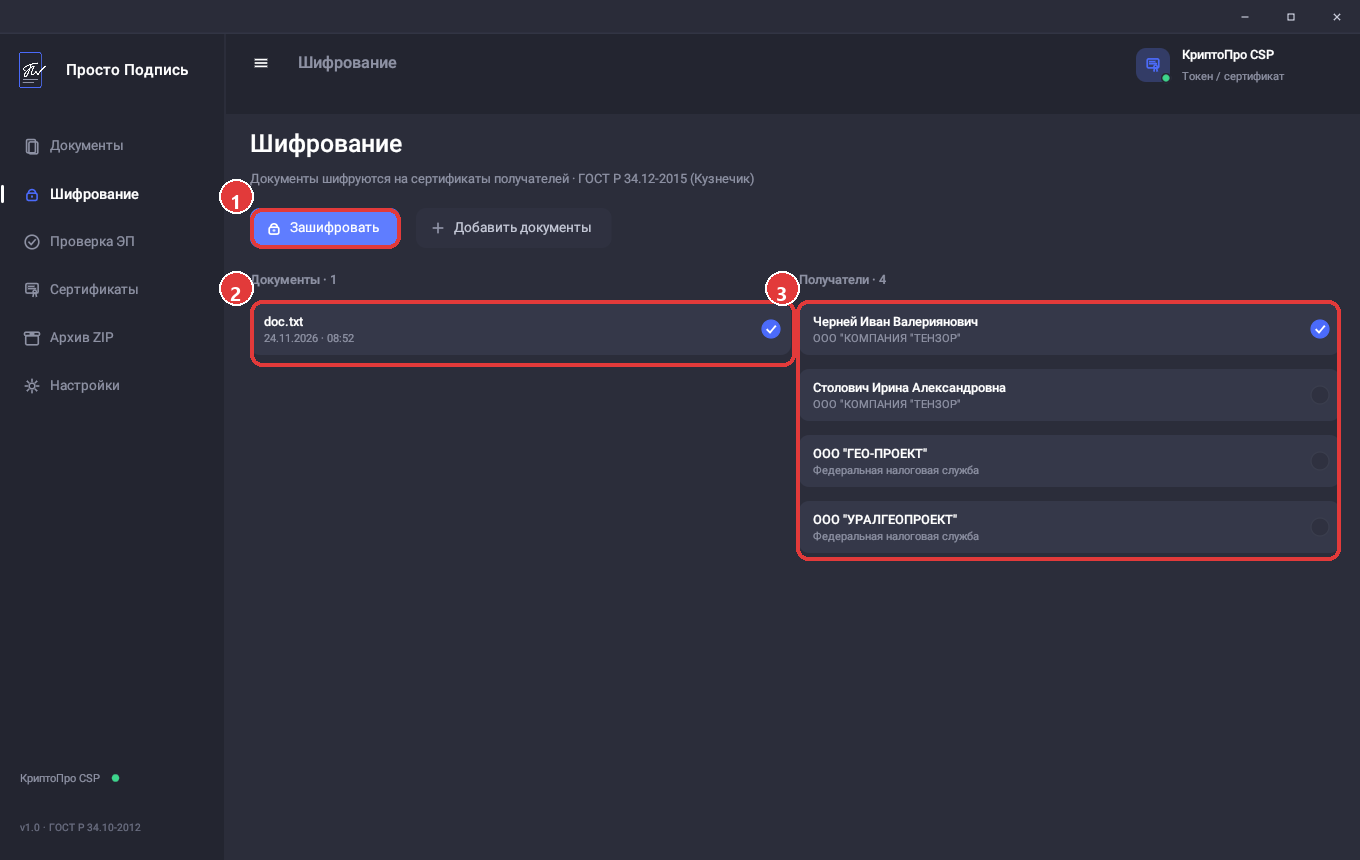 Просто Подпись
Шифрование
КриптоПро CSP
Токен / сертификат
Документы
Шифрование
Проверка ЭП
Сертификаты
Архив ZIP
Настройки
Шифрование
Документы шифруются на сертификаты получателей · ГОСТ Р 34.12-2015 (Кузнечик)
1
Зашифровать
Добавить документы
2
Документы · 1
doc.txt
24.11.2026 · 08:52
3
Получатели · 4
Черней Иван Валериянович
ООО "КОМПАНИЯ "ТЕНЗОР"
Столович Ирина Александровна
ООО "КОМПАНИЯ "ТЕНЗОР"
ООО "ГЕО-ПРОЕКТ"
Федеральная налоговая служба
ООО "УРАЛГЕОПРОЕКТ"
Федеральная налоговая служба
КриптоПро CSP
v1.0 · ГОСТ Р 34.10-2012